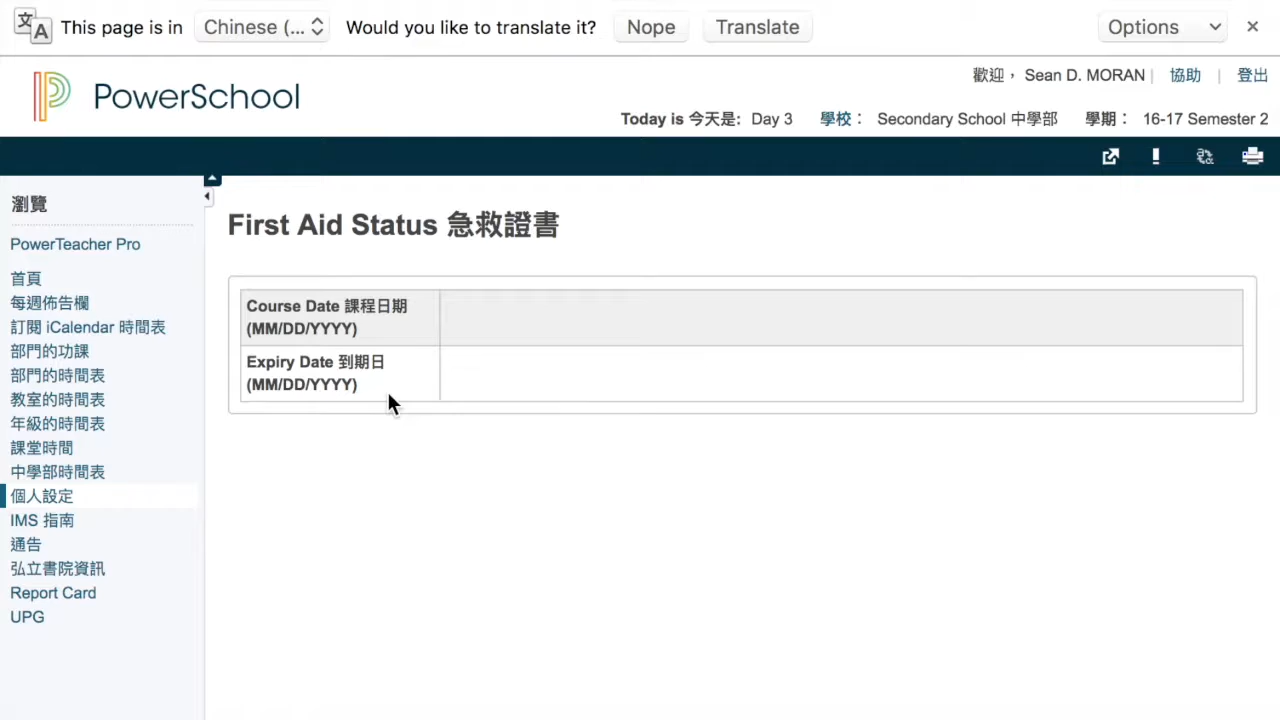 This page is in Chinese (... Would you like to translate it? Nope Translate Options
PowerSchool
歡迎， Sean D. MORAN | 協助 | 登出
Today is 今天是: Day 3 學校： Secondary School 中學部 學期： 16-17 Semester 2
瀏覽
PowerTeacher Pro
首頁
每週佈告欄
訂閱 iCalendar 時間表
部門的功課
部門的時間表
教室的時間表
年級的時間表
課堂時間
中學部時間表
個人設定
IMS 指南
通告
弘立書院資訊
Report Card
UPG
First Aid Status 急救證書
Course Date 課程日期
(MM/DD/YYYY)
Expiry Date 到期日
(MM/DD/YYYY)